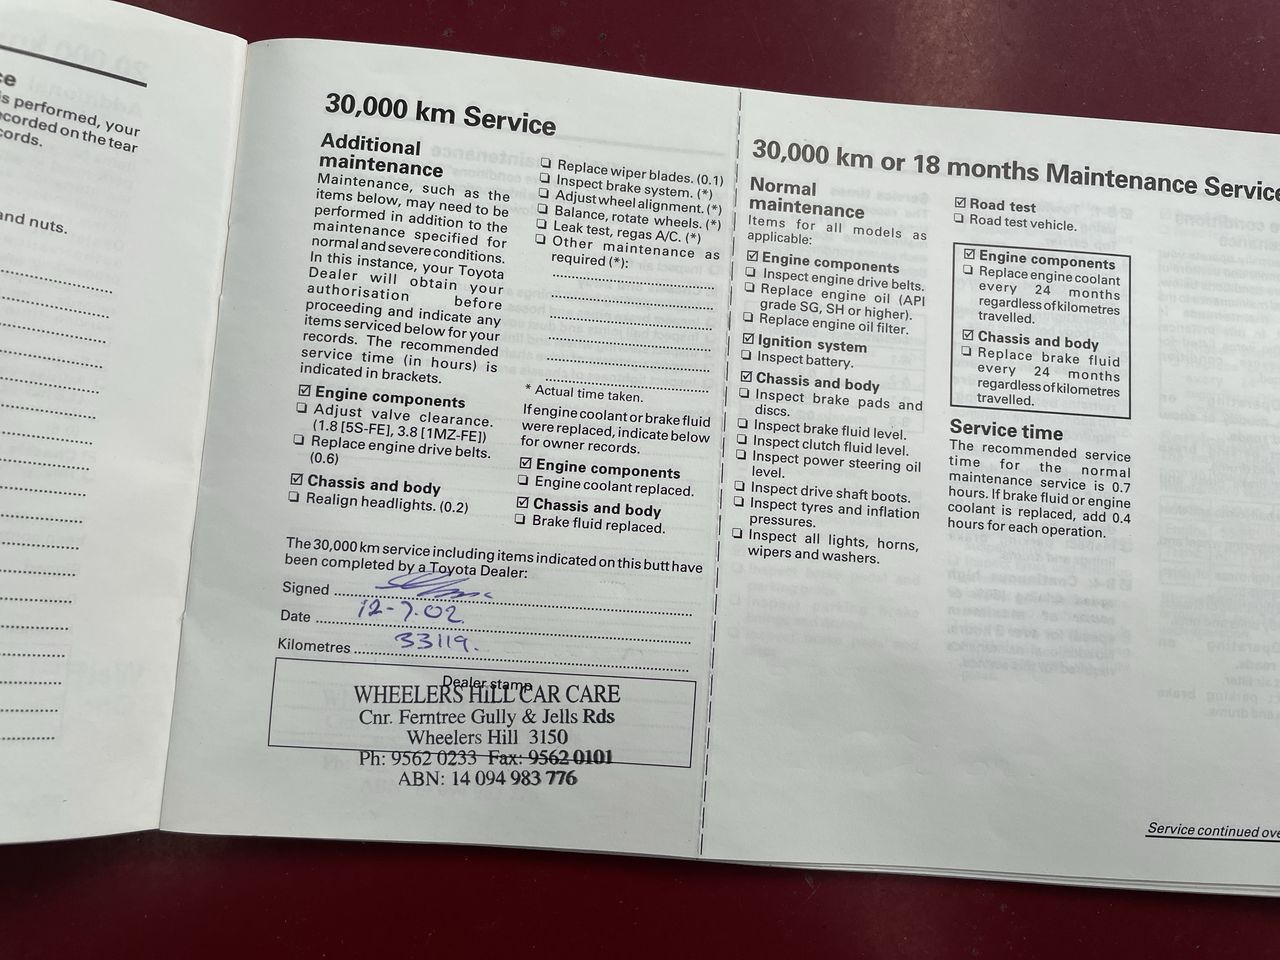 ce
is performed, your
ecorded on the tear
cords.
and nuts.
30,000 km Service
Additional
maintenance
Maintenance, such as the
items below, may need to be
performed in addition to the
maintenance specified for
normal and severe conditions.
In this instance, your Toyota
Dealer will obtain your
authorisation before
proceeding and indicate any
items serviced below for your
records. The recommended
service time (in hours) is
indicated in brackets.
☑ Engine components
❏ Adjust valve clearance.
(1.8 [5S-FE], 3.8 [1MZ-FE])
❏ Replace engine drive belts.
(0.6)
☑ Chassis and body
❏ Realign headlights. (0.2)
❏ Replace wiper blades. (0.1)
❏ Inspect brake system. (*)
❏ Adjust wheel alignment. (*)
❏ Balance, rotate wheels. (*)
❏ Leak test, regas A/C. (*)
❏ Other maintenance as
required (*):
* Actual time taken.
If engine coolant or brake fluid
were replaced, indicate below
for owner records.
☑ Engine components
❏ Engine coolant replaced.
☑ Chassis and body
❏ Brake fluid replaced.
The 30,000 km service including items indicated on this butt have
been completed by a Toyota Dealer:
Signed
Date 12-7.02.
Kilometres 33119.
Dealer stamp
WHEELERS HiLL CAR CARE
Cnr. Ferntree Gully & Jells Rds
Wheelers Hill 3150
Ph: 9562 0233 Fax: 9562 0101
ABN: 14 094 983 776
30,000 km or 18 months Maintenance Service
Normal
maintenance
Items for all models as
applicable:
☑ Engine components
❏ Inspect engine drive belts.
❏ Replace engine oil (API
grade SG, SH or higher).
❏ Replace engine oil filter.
☑ Ignition system
❏ Inspect battery.
☑ Chassis and body
❏ Inspect brake pads and
discs.
❏ Inspect brake fluid level.
❏ Inspect clutch fluid level.
❏ Inspect power steering oil
level.
❏ Inspect drive shaft boots.
❏ Inspect tyres and inflation
pressures.
❏ Inspect all lights, horns,
wipers and washers.
☑ Road test
❏ Road test vehicle.
☑ Engine components
❏ Replace engine coolant
every 24 months
regardless of kilometres
travelled.
☑ Chassis and body
❏ Replace brake fluid
every 24 months
regardless of kilometres
travelled.
Service time
The recommended service
time for the normal
maintenance service is 0.7
hours. If brake fluid or engine
coolant is replaced, add 0.4
hours for each operation.
Service continued ove